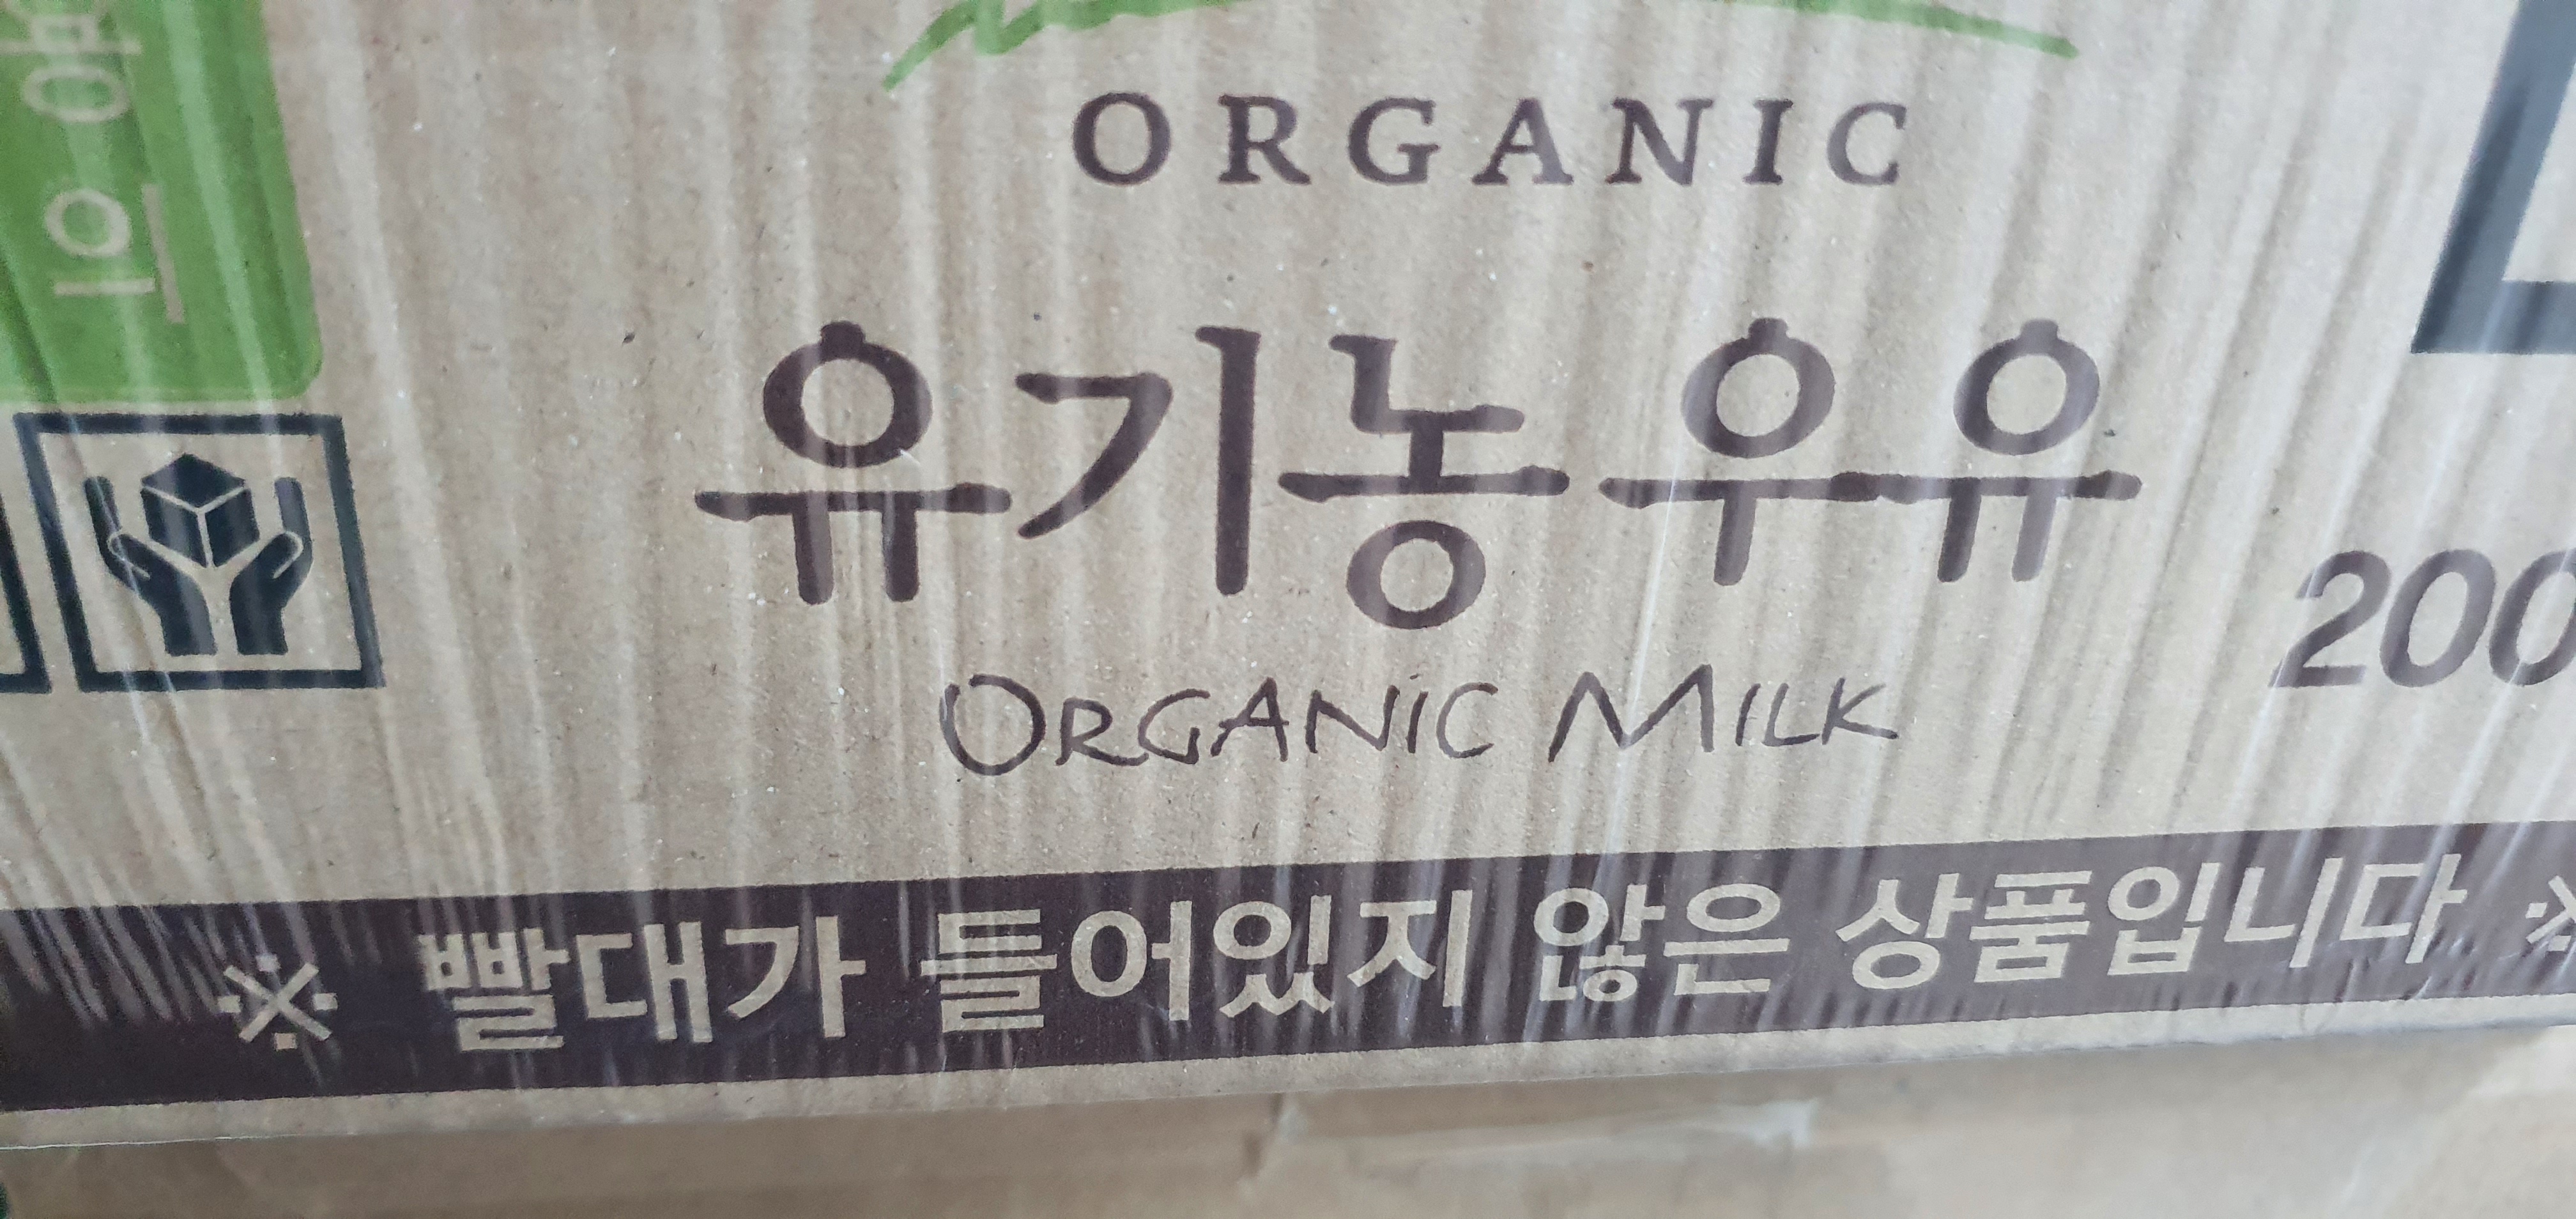 ORGANIC
유기농우유
200
ORGANIC MILK
※ 빨대가 들어있지 않은 상품입니다 ※